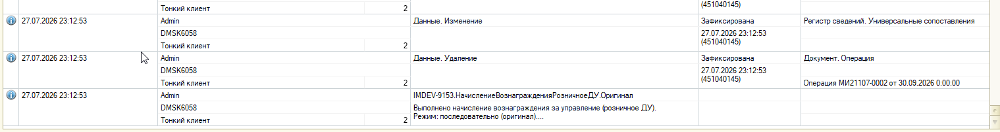 Тонкий клиент 2 (451040145)
27.07.2026 23:12:53 Admin Данные. Изменение Зафиксирована Регистр сведений. Универсальные сопоставления
DMSK6058 27.07.2026 23:12:53
(451040145)
Тонкий клиент 2
27.07.2026 23:12:53 Admin Данные. Удаление Зафиксирована Документ. Операция
DMSK6058 27.07.2026 23:12:53
(451040145)
Тонкий клиент 2 Операция МИ21107-0002 от 30.09.2026 0:00:00
27.07.2026 23:12:53 Admin IMDEV-9153.НачислениеВознагражденияРозничноеДУ.Оригинал
DMSK6058 Выполнено начисление вознаграждения за управление (розничное ДУ).
Тонкий клиент 2 Режим: последовательно (оригинал)....